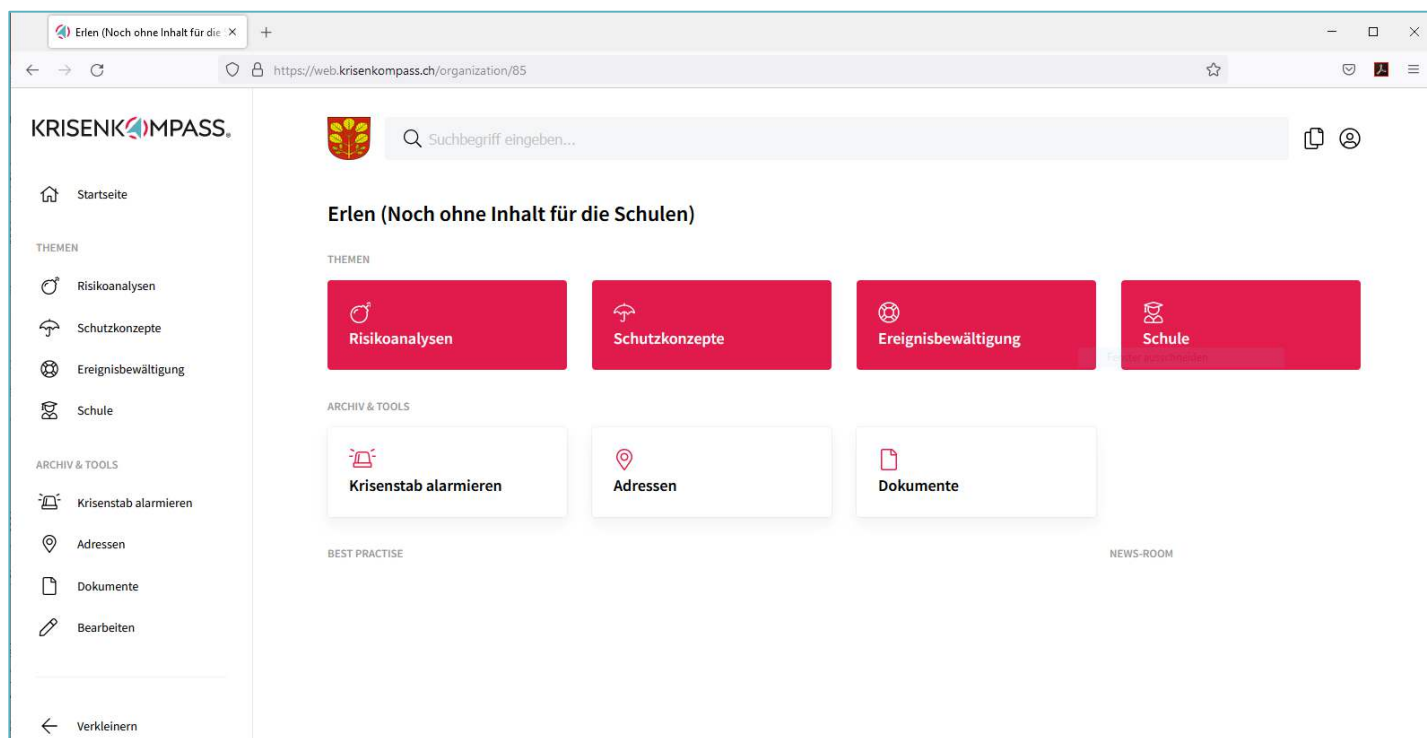 Erlen (Noch ohne Inhalt für die
https://web.krisenkompass.ch/organization/85
KRISENKOMPASS®
Startseite
THEMEN
Risikoanalysen
Schutzkonzepte
Ereignisbewältigung
Schule
ARCHIV & TOOLS
Krisenstab alarmieren
Adressen
Dokumente
Bearbeiten
Verkleinern
Suchbegriff eingeben...
Erlen (Noch ohne Inhalt für die Schulen)
THEMEN
Risikoanalysen
Schutzkonzepte
Ereignisbewältigung
Schule
ARCHIV & TOOLS
Krisenstab alarmieren
Adressen
Dokumente
BEST PRACTISE
NEWS-ROOM